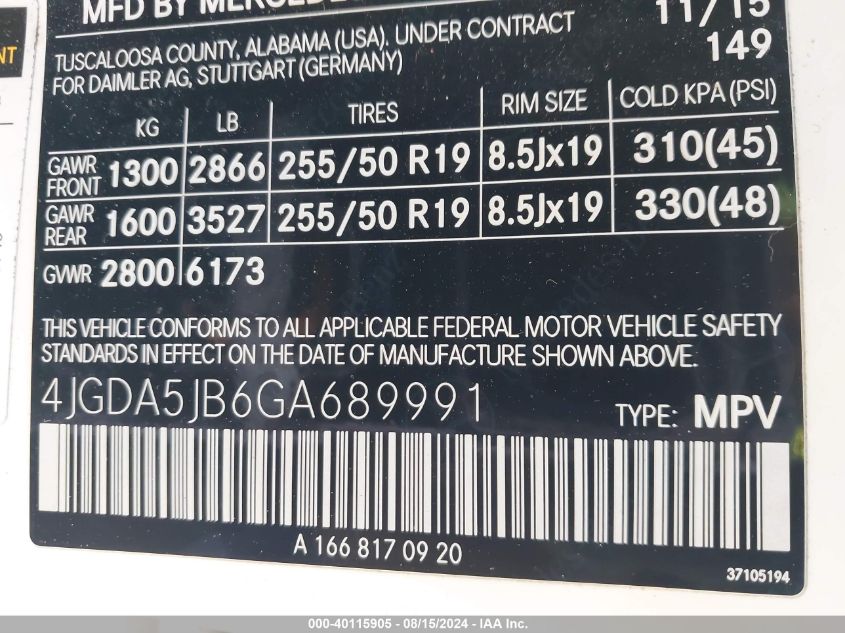 MFD BY
11/15
TUSCALOOSA COUNTY, ALABAMA (USA). UNDER CONTRACT
149
FOR DAIMLER AG, STUTTGART (GERMANY)
KG LB TIRES RIM SIZE COLD KPA (PSI)
GAWR FRONT 1300 2866 255/50 R19 8.5Jx19 310(45)
GAWR REAR 1600 3527 255/50 R19 8.5Jx19 330(48)
GVWR 2800 6173
THIS VEHICLE CONFORMS TO ALL APPLICABLE FEDERAL MOTOR VEHICLE SAFETY
STANDARDS IN EFFECT ON THE DATE OF MANUFACTURE SHOWN ABOVE.
4JGDA5JB6GA689991 TYPE: MPV
A 166 817 09 20
37105194
000-40115905 - 08/15/2024 - IAA Inc.